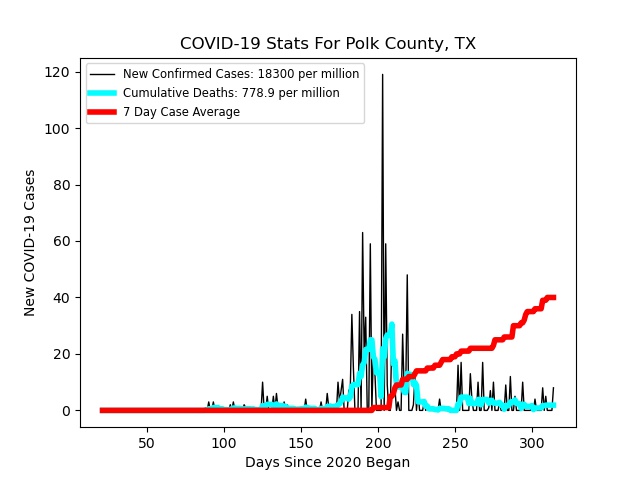 COVID-19 Stats For Polk County, TX
New Confirmed Cases: 18300 per million
Cumulative Deaths: 778.9 per million
7 Day Case Average
New COVID-19 Cases
120
100
80
60
40
20
0
50 100 150 200 250 300
Days Since 2020 Began